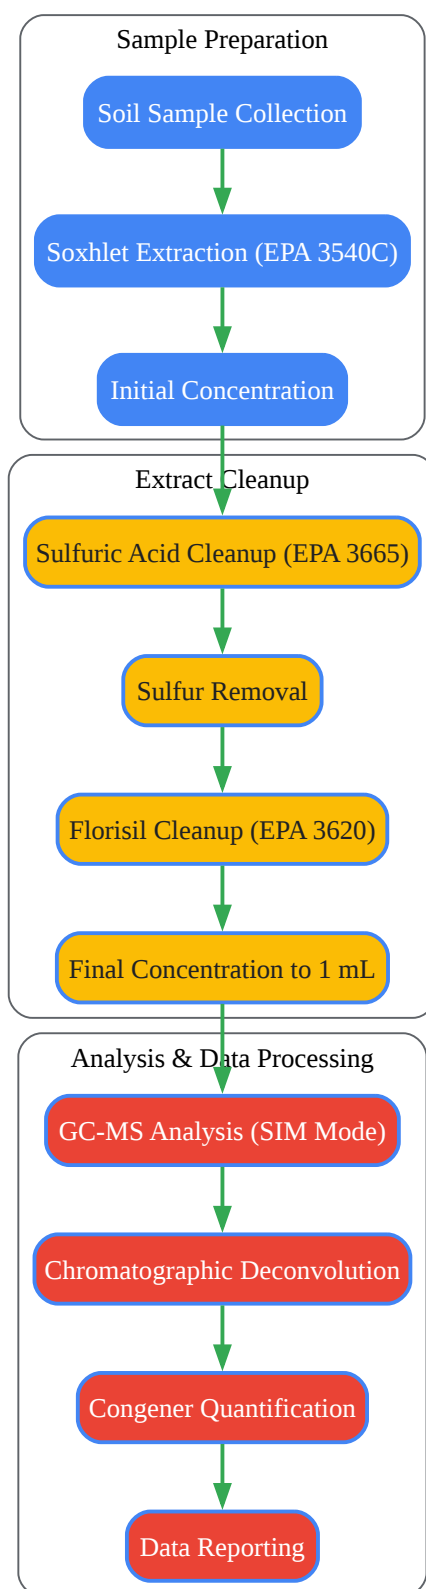 Sample Preparation
Soil Sample Collection
Soxhlet Extraction (EPA 3540C)
Initial Concentration
Extract Cleanup
Sulfuric Acid Cleanup (EPA 3665)
Sulfur Removal
Florisil Cleanup (EPA 3620)
Final Concentration to 1 mL
Analysis & Data Processing
GC-MS Analysis (SIM Mode)
Chromatographic Deconvolution
Congener Quantification
Data Reporting